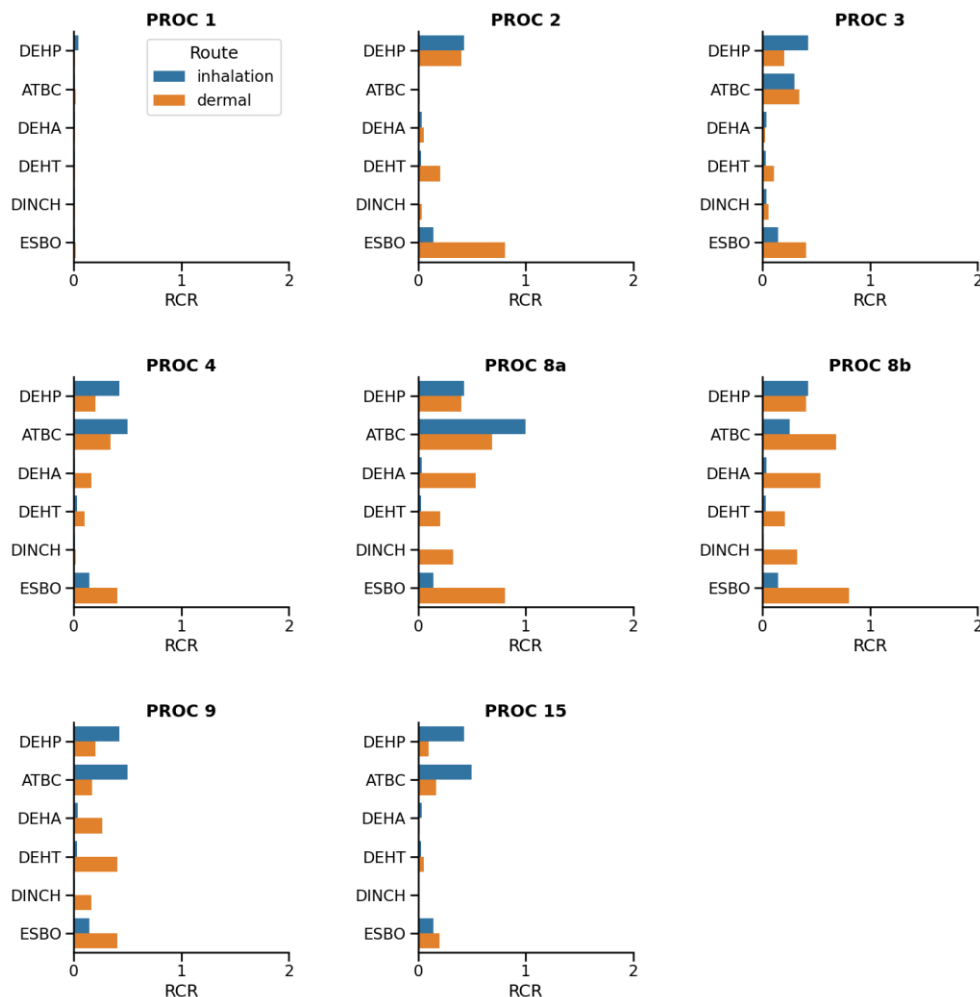 PROC 1
DEHP
ATBC
DEHA
DEHT
DINCH
ESBO
Route
inhalation
dermal
0 1 2
RCR
PROC 2
DEHP
ATBC
DEHA
DEHT
DINCH
ESBO
0 1 2
RCR
PROC 3
DEHP
ATBC
DEHA
DEHT
DINCH
ESBO
0 1 2
RCR
PROC 4
DEHP
ATBC
DEHA
DEHT
DINCH
ESBO
0 1 2
RCR
PROC 8a
DEHP
ATBC
DEHA
DEHT
DINCH
ESBO
0 1 2
RCR
PROC 8b
DEHP
ATBC
DEHA
DEHT
DINCH
ESBO
0 1 2
RCR
PROC 9
DEHP
ATBC
DEHA
DEHT
DINCH
ESBO
0 1 2
RCR
PROC 15
DEHP
ATBC
DEHA
DEHT
DINCH
ESBO
0 1 2
RCR